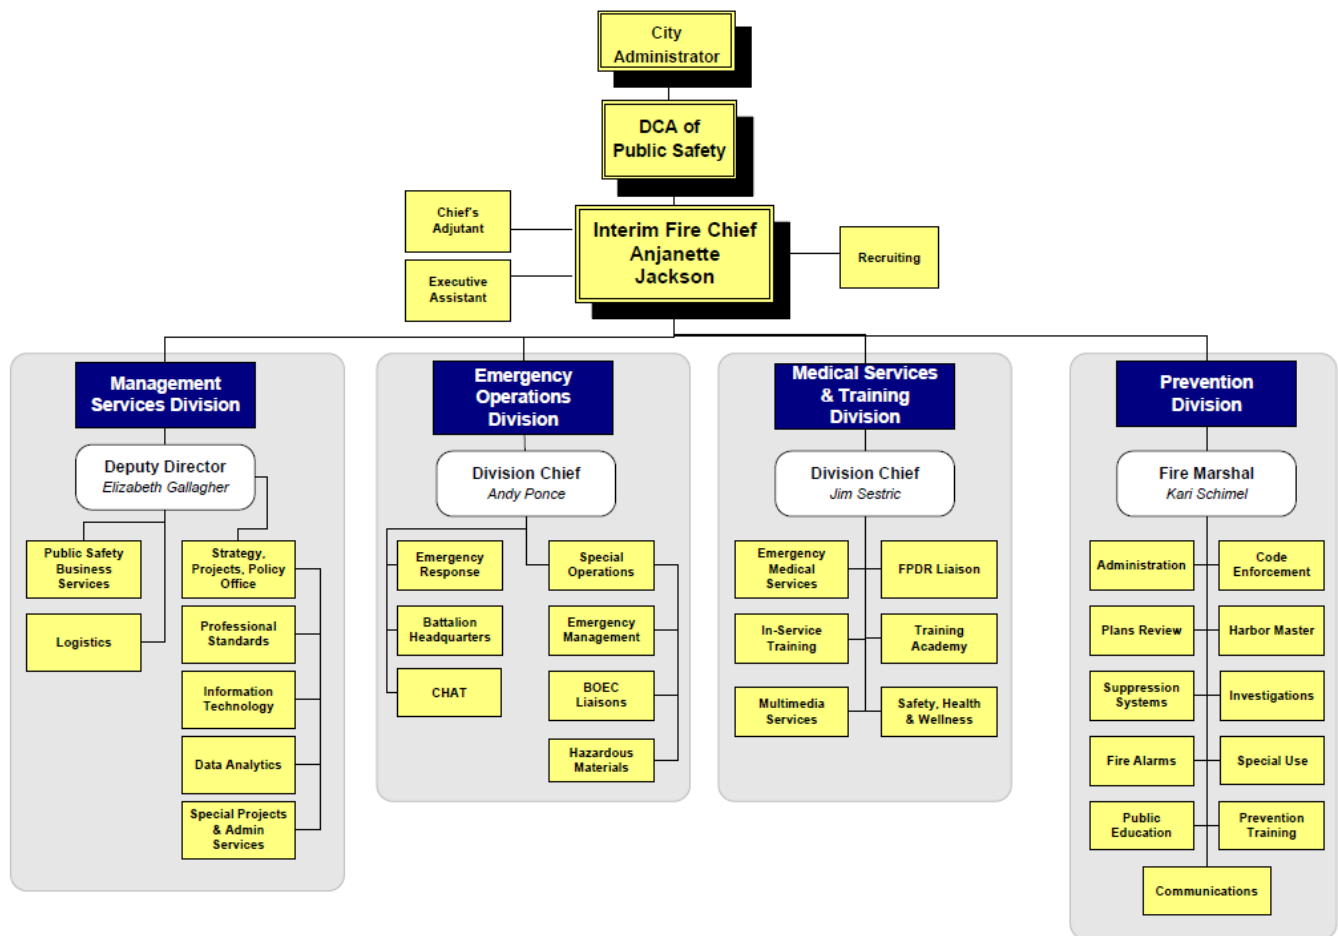 City
Administrator
DCA of
Public Safety
Chief's
Adjutant
Interim Fire Chief
Anjanette
Jackson
Recruiting
Executive
Assistant
Management
Services Division
Deputy Director
Elizabeth Gallagher
Public Safety
Business
Services
Logistics
Strategy,
Projects, Policy
Office
Professional
Standards
Information
Technology
Data Analytics
Special Projects
& Admin
Services
Emergency
Operations
Division
Division Chief
Andy Ponce
Emergency
Response
Battalion
Headquarters
CHAT
Special
Operations
Emergency
Management
BOEC
Liaisons
Hazardous
Materials
Medical Services
& Training
Division
Division Chief
Jim Sestric
Emergency
Medical
Services
FPDR Liaison
In-Service
Training
Training
Academy
Multimedia
Services
Safety, Health
& Wellness
Prevention
Division
Fire Marshal
Kari Schimel
Administration
Code
Enforcement
Plans Review
Harbor Master
Suppression
Systems
Investigations
Fire Alarms
Special Use
Public
Education
Prevention
Training
Communications